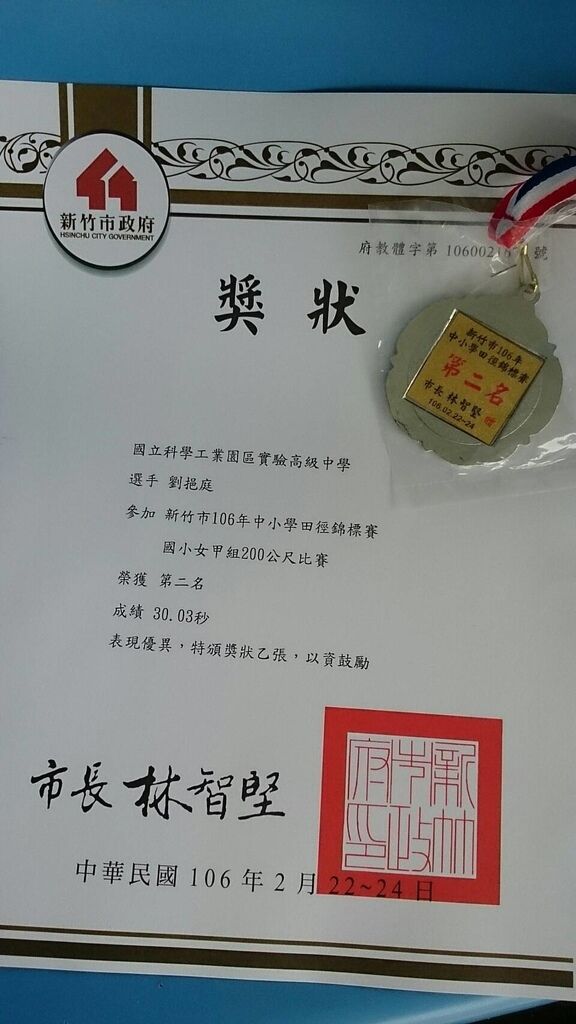 新竹市政府
HSINCHU CITY GOVERNMENT
府教體字第 10600215 號
獎狀
新竹市106年
中小學田徑錦標賽
第二名
市長 林智堅 贈
106.02.22~24
國立科學工業園區實驗高級中學
選手 劉挹庭
參加 新竹市106年中小學田徑錦標賽
國小女甲組200公尺比賽
榮獲 第二名
成績 30.03秒
表現優異，特頒獎狀乙張，以資鼓勵
市長 林智堅
新竹市政府印
中華民國 106 年 2 月 22~24 日